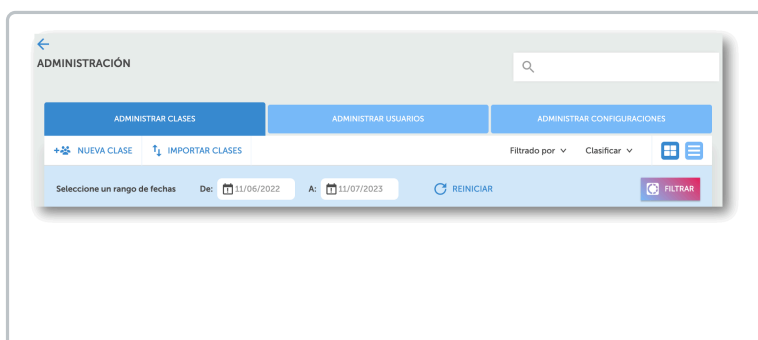 ADMINISTRACIÓN
ADMINISTRAR CLASES ADMINISTRAR USUARIOS ADMINISTRAR CONFIGURACIONES
NUEVA CLASE IMPORTAR CLASES Filtrado por Clasificar
Seleccione un rango de fechas De: 11/06/2022 A: 11/07/2023 REINICIAR FILTRAR